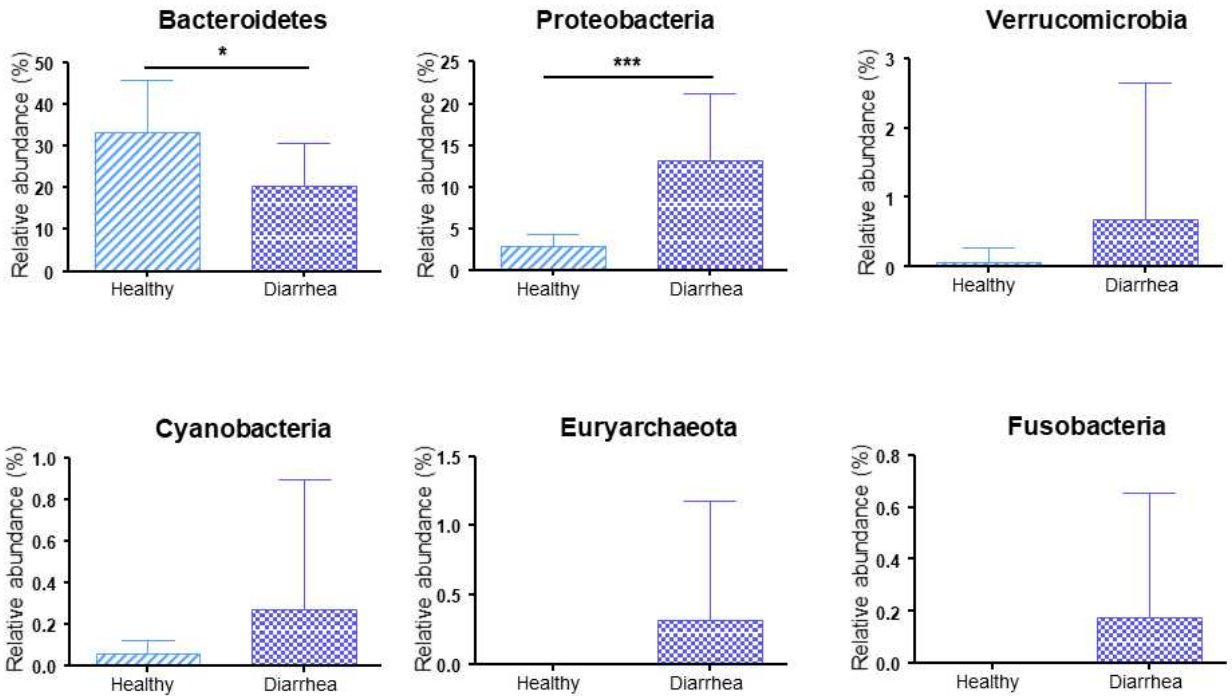 Bacteroidetes
*
Relative abundance (%)
50
40
30
20
10
0
Healthy Diarrhea
Proteobacteria
***
Relative abundance (%)
25
20
15
10
5
0
Healthy Diarrhea
Verrucomicrobia
Relative abundance (%)
3
2
1
0
Healthy Diarrhea
Cyanobacteria
Relative abundance (%)
1.0
0.8
0.6
0.4
0.2
0.0
Healthy Diarrhea
Euryarchaeota
Relative abundance (%)
1.5
1.0
0.5
0.0
Healthy Diarrhea
Fusobacteria
Relative abundance (%)
0.8
0.6
0.4
0.2
0.0
Healthy Diarrhea